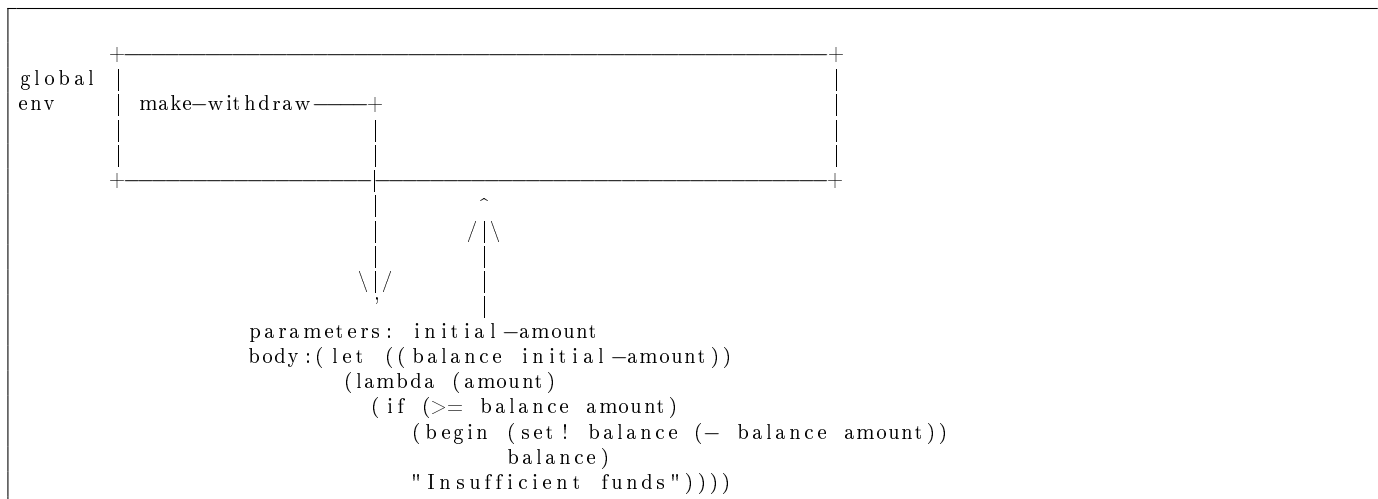 global
env make-withdraw
parameters: initial-amount
body:(let ((balance initial-amount))
(lambda (amount)
(if (>= balance amount)
(begin (set! balance (- balance amount))
balance)
"Insufficient funds"))))